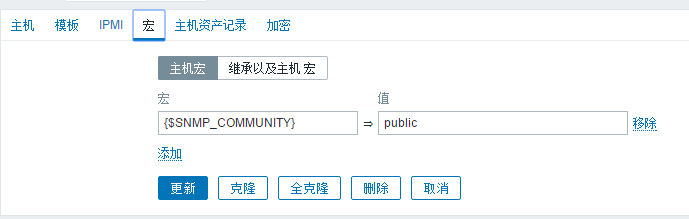 主机 模板 IPMI 宏 主机资产记录 加密
主机宏 继承以及主机 宏
宏 值
{$SNMP_COMMUNITY} ⇒ public 移除
添加
更新 克隆 全克隆 删除 取消